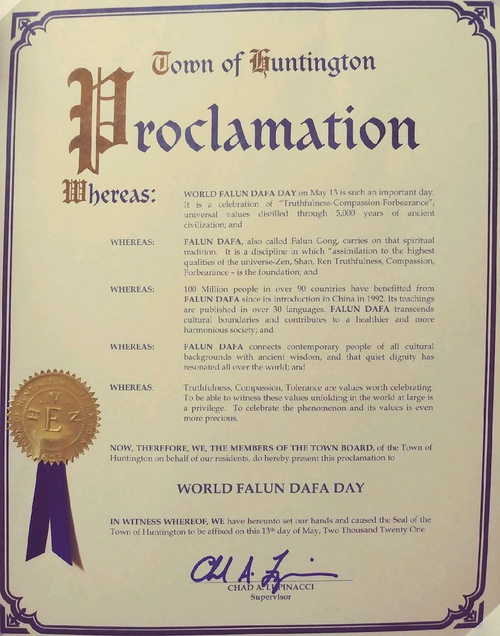 Town of Huntington
Proclamation
Whereas: WORLD FALUN DAFA DAY on May 13 is such an important day.
It is a celebration of "Truthfulness-Compassion-Forbearance",
universal values distilled through 5,000 years of ancient
civilization; and
WHEREAS: FALUN DAFA, also called Falun Gong, carries on that spiritual
tradition. It is a discipline in which "assimilation to the highest
qualities of the universe-Zen, Shan, Ren Truthfulness, Compassion,
Forbearance – is the foundation; and
WHEREAS: 100 Million people in over 90 countries have benefitted from
FALUN DAFA since its introduction in China in 1992. Its teachings
are published in over 30 languages. FALUN DAFA transcends
cultural boundaries and contributes to a healthier and more
harmonious society; and
WHEREAS: FALUN DAFA connects contemporary people of all cultural
backgrounds with ancient wisdom, and that quiet dignity has
resonated all over the world; and
WHEREAS: Truthfulness, Compassion, Tolerance are values worth celebrating.
To be able to witness these values unfolding in the world at large is
a privilege. To celebrate the phenomenon and its values is even
more precious.
NOW, THEREFORE, WE, THE MEMBERS OF THE TOWN BOARD, of the Town of
Huntington on behalf of our residents, do hereby present this proclamation to
WORLD FALUN DAFA DAY
IN WITNESS WHEREOF, WE have hereunto set our hands and caused the Seal of the
Town of Huntington to be affixed on this 13th day of May, Two Thousand Twenty One.
CHAD A. LUPINACCI
Supervisor